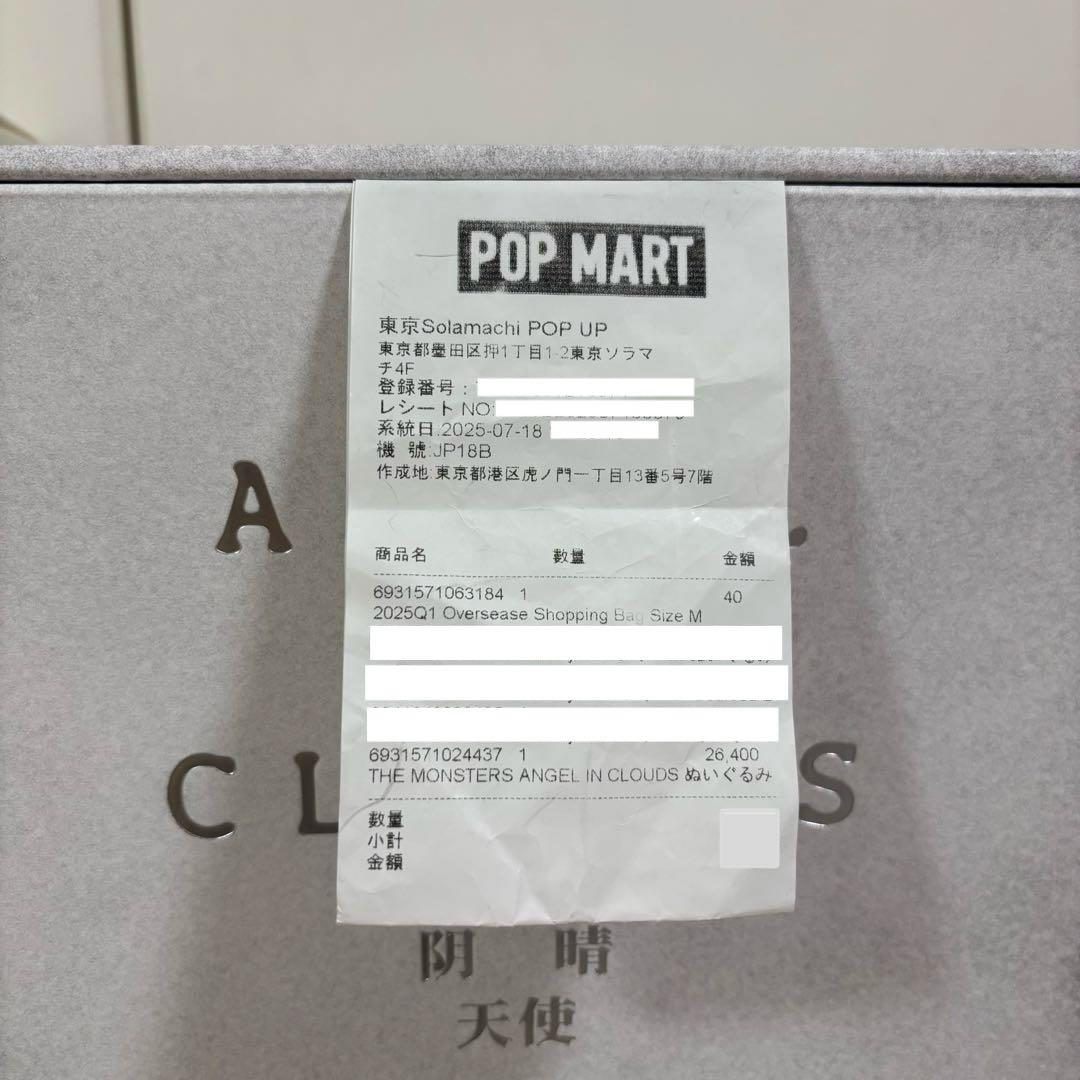 POP MART
東京Solamachi POP UP
東京都墨田区押1丁目1-2東京ソラマ
チ4F
登録番号:
レシート NO:
系統日:2025-07-18
機 號:JP18B
作成地:東京都港区虎ノ門一丁目13番5号7階
商品名 数量 金額
6931571063184 1 40
2025Q1 Oversease Shopping Bag Size M
6931571024437 1 26,400
THE MONSTERS ANGEL IN CLOUDS ぬいぐるみ
数量
小計
金額
A
CL S
阴 晴
天使